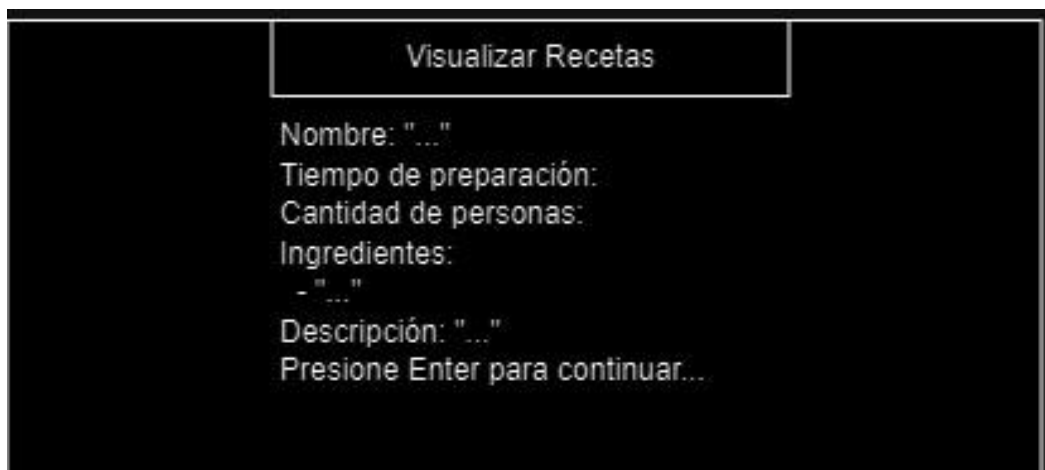 Visualizar Recetas
Nombre: "..."
Tiempo de preparación:
Cantidad de personas:
Ingredientes:
- "..."
Descripción: "..."
Presione Enter para continuar...